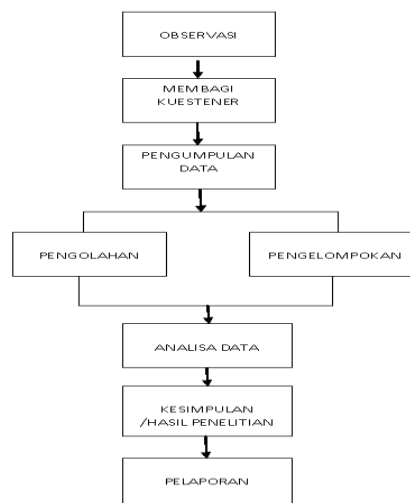 OBSERVASI
MEMBAGI
KUESTENER
PENGUMPULAN
DATA
PENGOLAHAN
PENGELOMPOKAN
ANALISA DATA
KESIMPULAN
/HASIL PENELITIAN
PELAPORAN